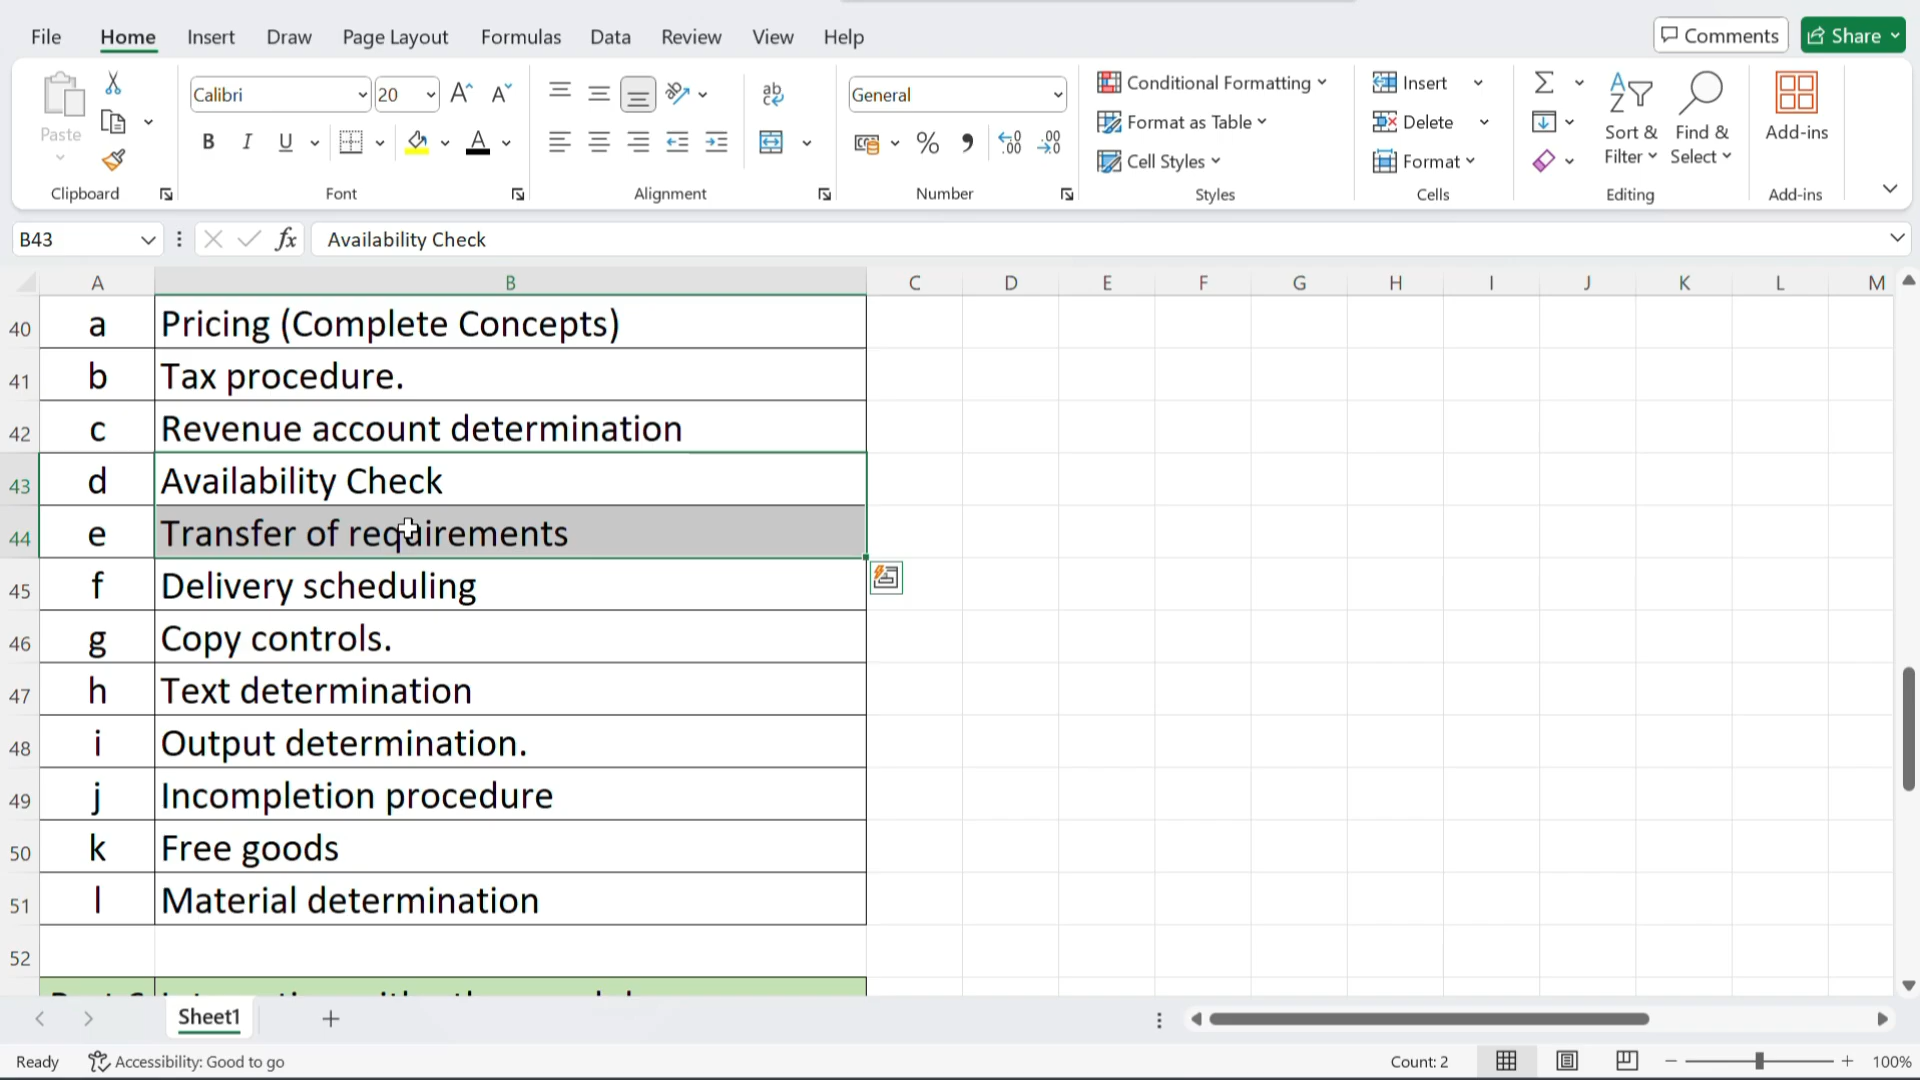 File Home Insert Draw Page Layout Formulas Data Review View Help Comments Share
Paste
Clipboard
Calibri 20
B I U A
Font
ab
c
Alignment
General
% , .00
Number
Conditional Formatting
Format as Table
Cell Styles
Styles
Insert
Delete
Format
Cells
Sort &
Filter
Find &
Select
Editing
Add-ins
Add-ins
B43 fx Availability Check
A B C D E F G H I J K L M
40 a Pricing (Complete Concepts)
41 b Tax procedure.
42 c Revenue account determination
43 d Availability Check
44 e Transfer of requirements
45 f Delivery scheduling
46 g Copy controls.
47 h Text determination
48 i Output determination.
49 j Incompletion procedure
50 k Free goods
51 l Material determination
52
Sheet1
Ready Accessibility: Good to go Count: 2 100%